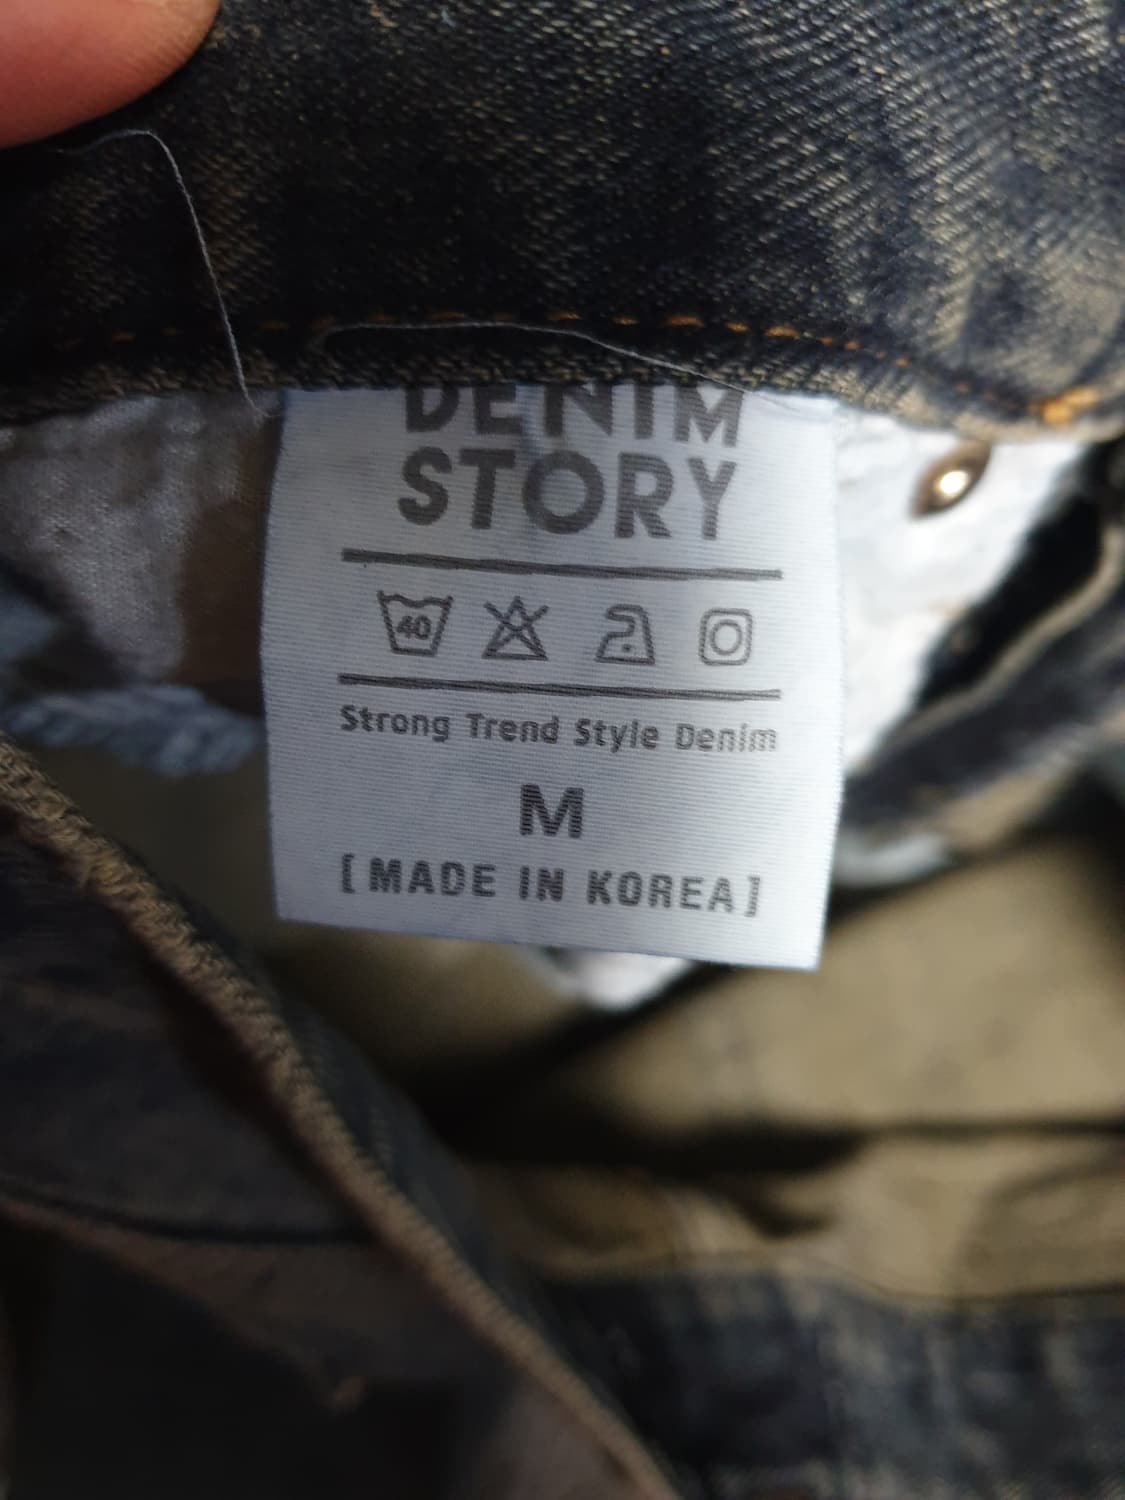 DENIM
STORY
40
Strong Trend Style Denim
M
[ MADE IN KOREA ]